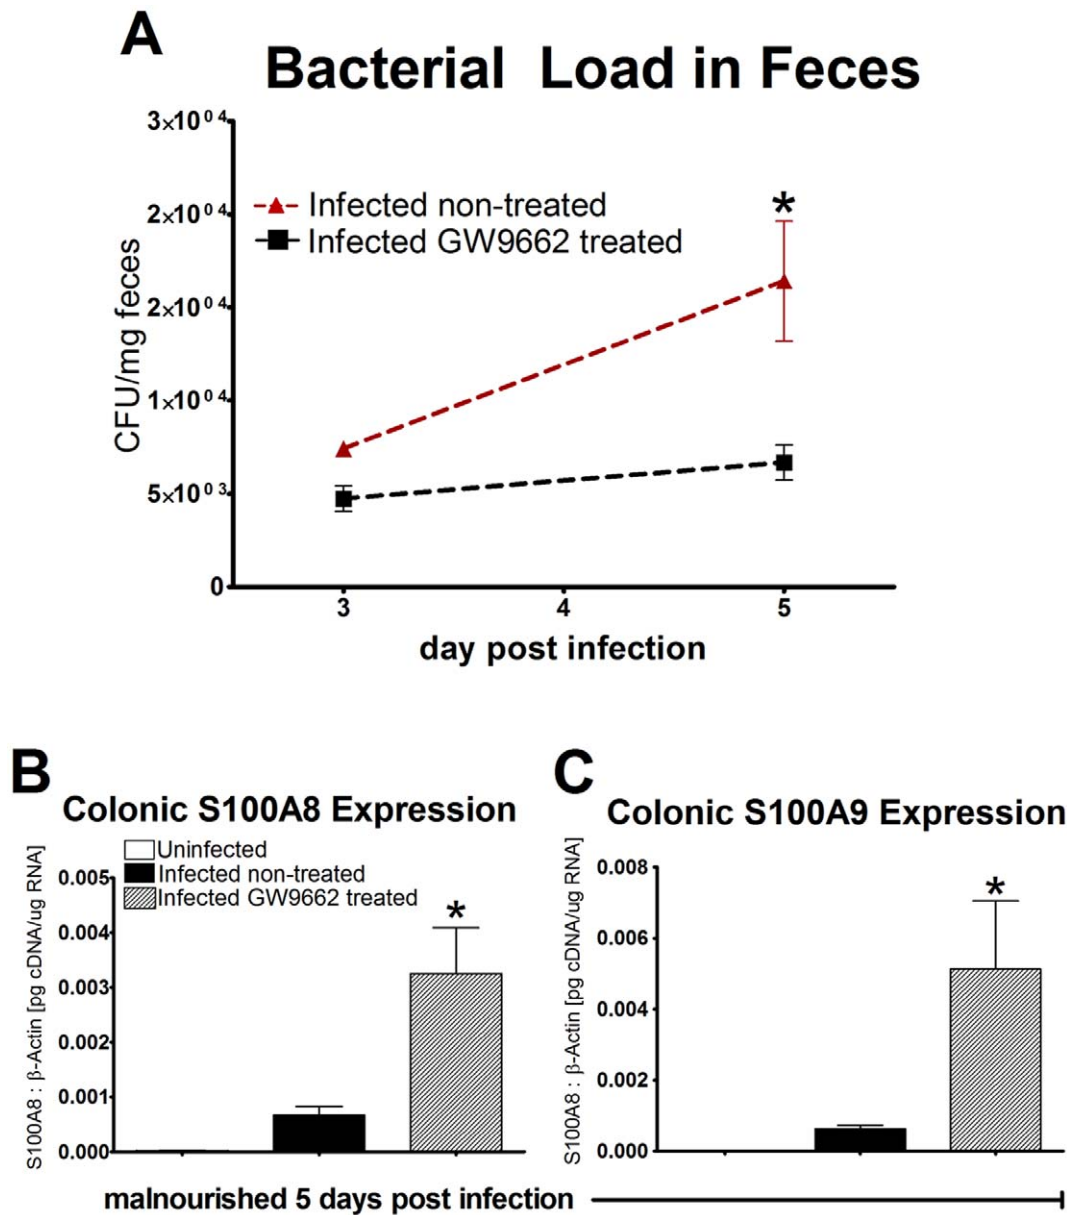 A
Bacterial Load in Feces
3×10⁰⁴
2×10⁰⁴
2×10⁰⁴
1×10⁰⁴
5×10⁰³
0
CFU/mg feces
Infected non-treated
Infected GW9662 treated
*
3 4 5
day post infection
B
Colonic S100A8 Expression
Uninfected
Infected non-treated
Infected GW9662 treated
*
S100A8 : β-Actin [pg cDNA/ug RNA]
0.005
0.004
0.003
0.002
0.001
0.000
C
Colonic S100A9 Expression
*
S100A8 : β-Actin [pg cDNA/ug RNA]
0.008
0.006
0.004
0.002
0.000
malnourished 5 days post infection